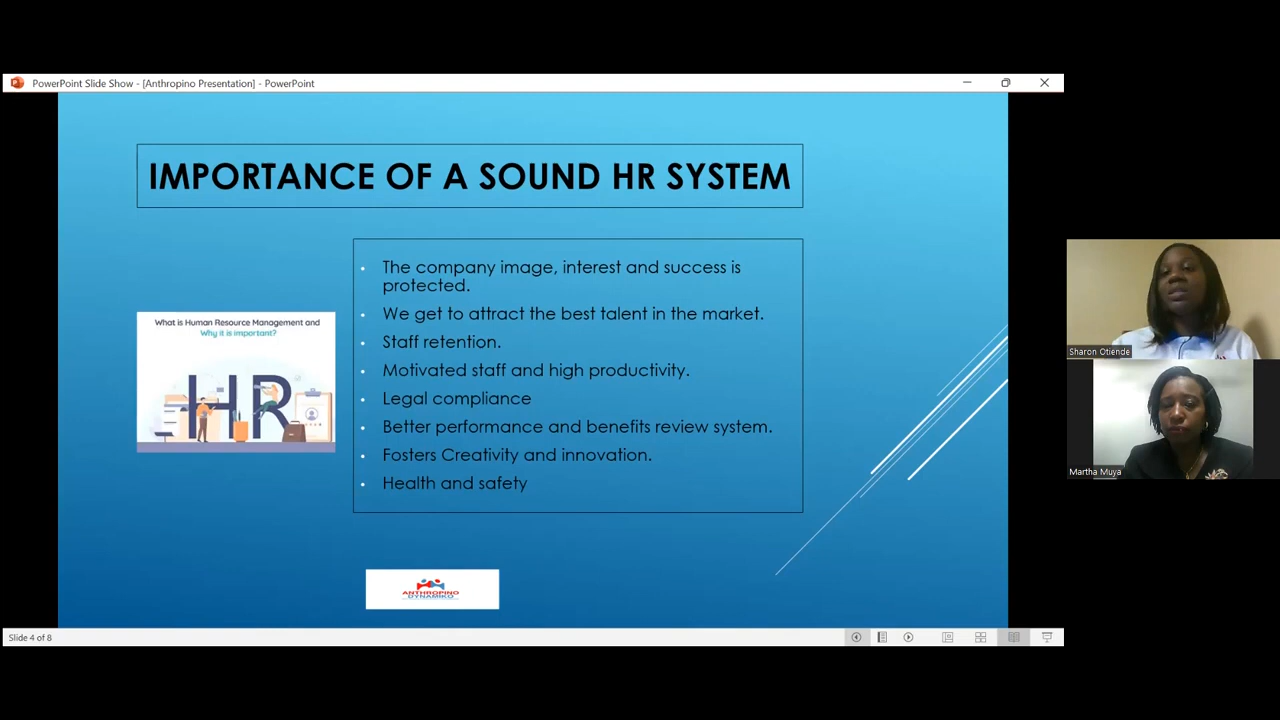 PowerPoint Slide Show - [Anthropino Presentation] - PowerPoint
IMPORTANCE OF A SOUND HR SYSTEM
• The company image, interest and success is
protected.
• We get to attract the best talent in the market.
• Staff retention.
• Motivated staff and high productivity.
• Legal compliance
• Better performance and benefits review system.
• Fosters Creativity and innovation.
• Health and safety
What is Human Resource Management and
Why it is important?
HR
ANTHROPINO
DYNAMIKO
Sharon Otiende
Martha Muya
Slide 4 of 8